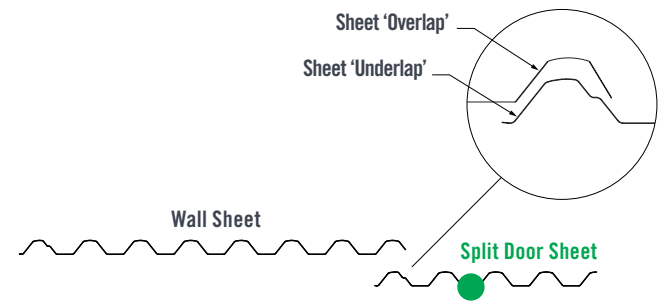 Sheet ‘Overlap’
Sheet ‘Underlap’
Wall Sheet
Split Door Sheet